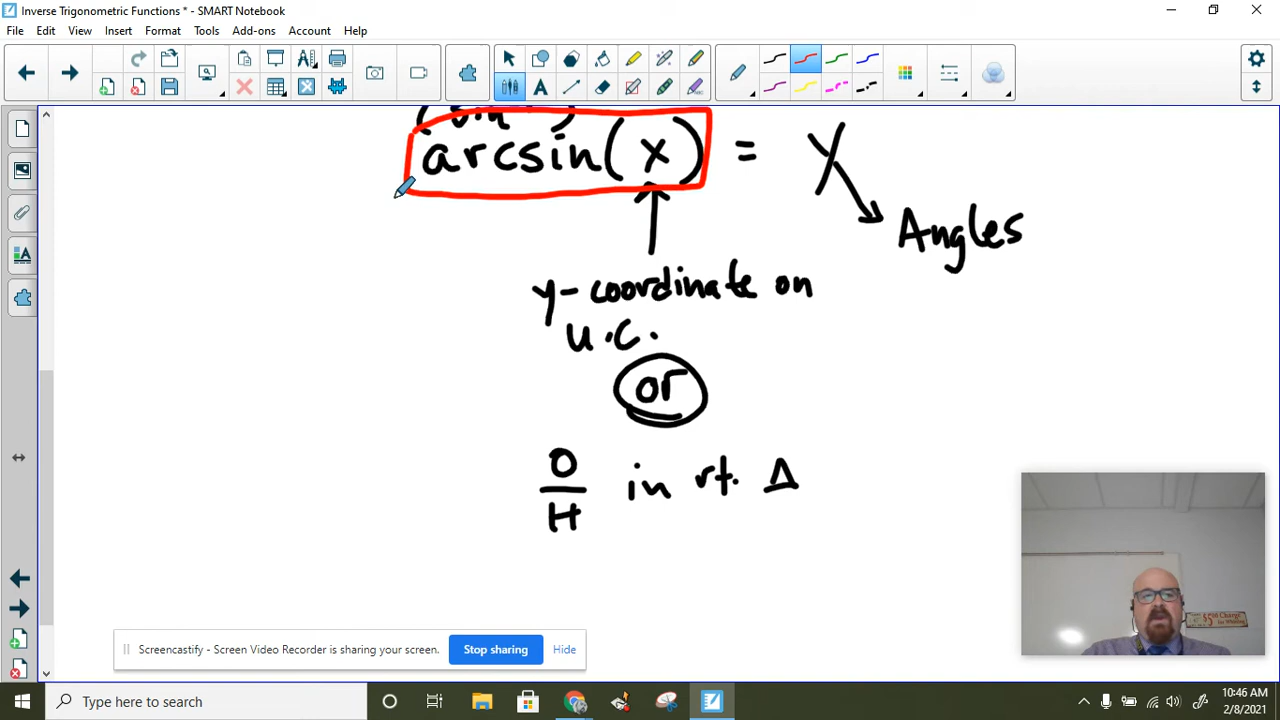 Inverse Trigonometric Functions * - SMART Notebook
File Edit View Insert Format Tools Add-ons Account Help
arcsin(x) = y
Angles
y-coordinate on
u.c.
or
O
H
in rt. Δ
Screencastify - Screen Video Recorder is sharing your screen. Stop sharing Hide
Type here to search
10:46 AM
2/8/2021